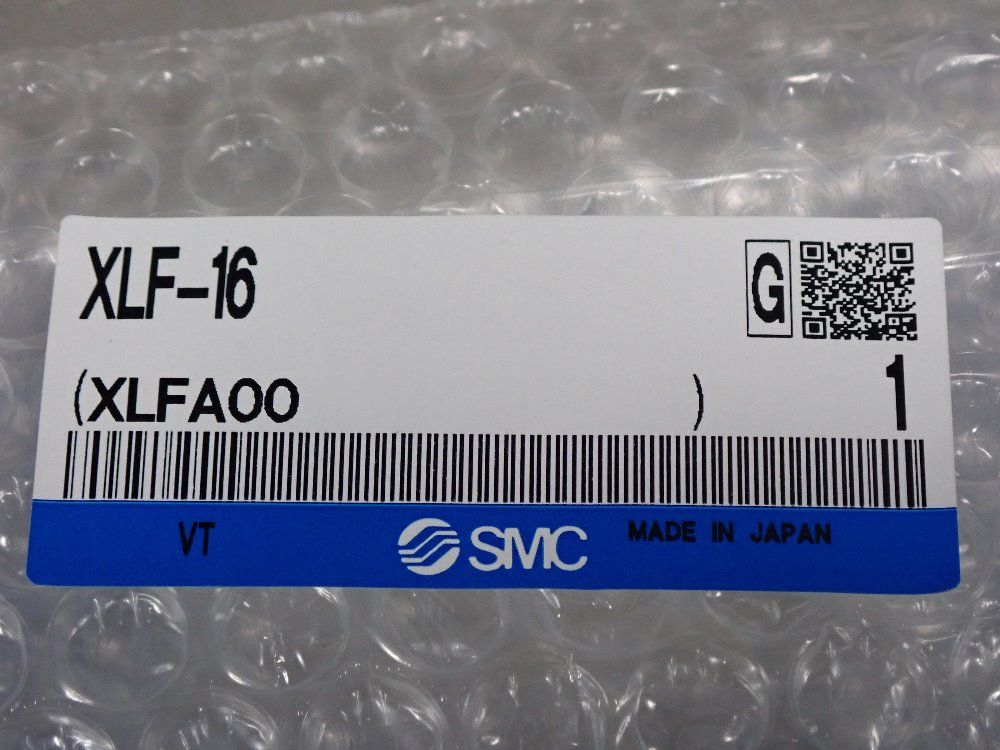 XLF-16 G
(XLFA00 ) 1
VT SMC MADE IN JAPAN